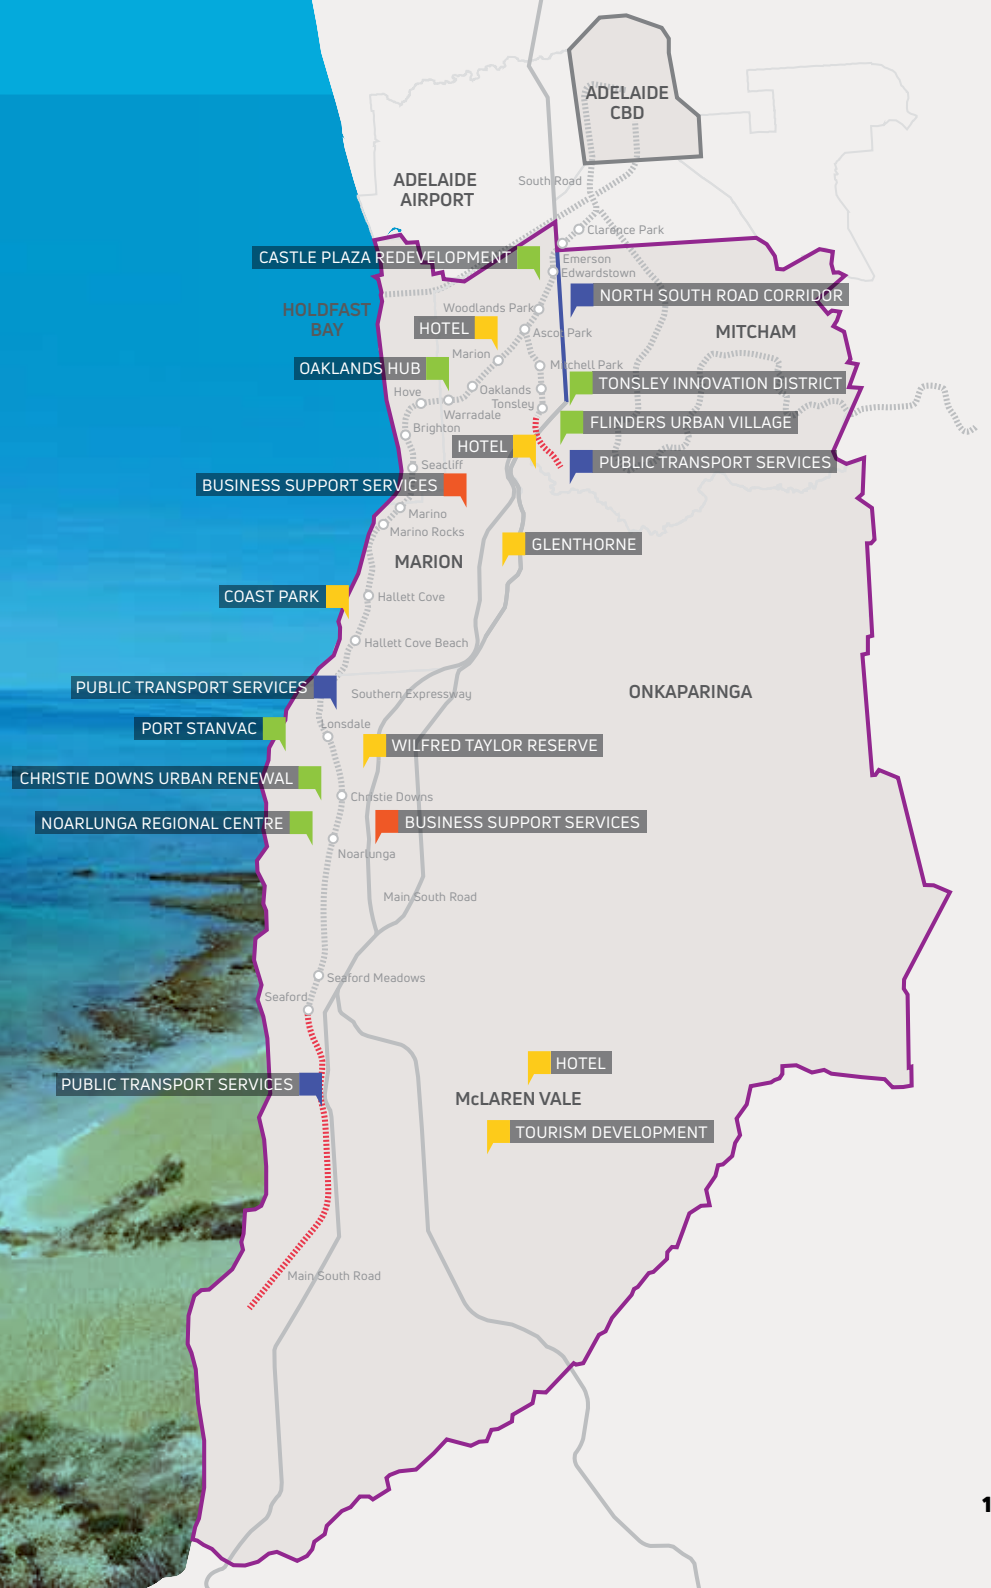 ADELAIDE
CBD
ADELAIDE
AIRPORT
South Road
Clarence Park
CASTLE PLAZA REDEVELOPMENT
Emerson
Edwardstown
NORTH SOUTH ROAD CORRIDOR
HOLDFAST
BAY
Woodlands Park
HOTEL
Ascot Park
MITCHAM
Marion
OAKLANDS HUB
Mitchell Park
TONSLEY INNOVATION DISTRICT
Hove
Oaklands
Tonsley
Warradale
FLINDERS URBAN VILLAGE
Brighton
HOTEL
Seacliff
PUBLIC TRANSPORT SERVICES
BUSINESS SUPPORT SERVICES
Marino
Marino Rocks
GLENTHORNE
MARION
COAST PARK
Hallett Cove
Hallett Cove Beach
PUBLIC TRANSPORT SERVICES
Southern Expressway
ONKAPARINGA
Lonsdale
PORT STANVAC
WILFRED TAYLOR RESERVE
CHRISTIE DOWNS URBAN RENEWAL
Christie Downs
NOARLUNGA REGIONAL CENTRE
BUSINESS SUPPORT SERVICES
Noarlunga
Main South Road
Seaford Meadows
Seaford
HOTEL
PUBLIC TRANSPORT SERVICES
McLAREN VALE
TOURISM DEVELOPMENT
Main South Road
1